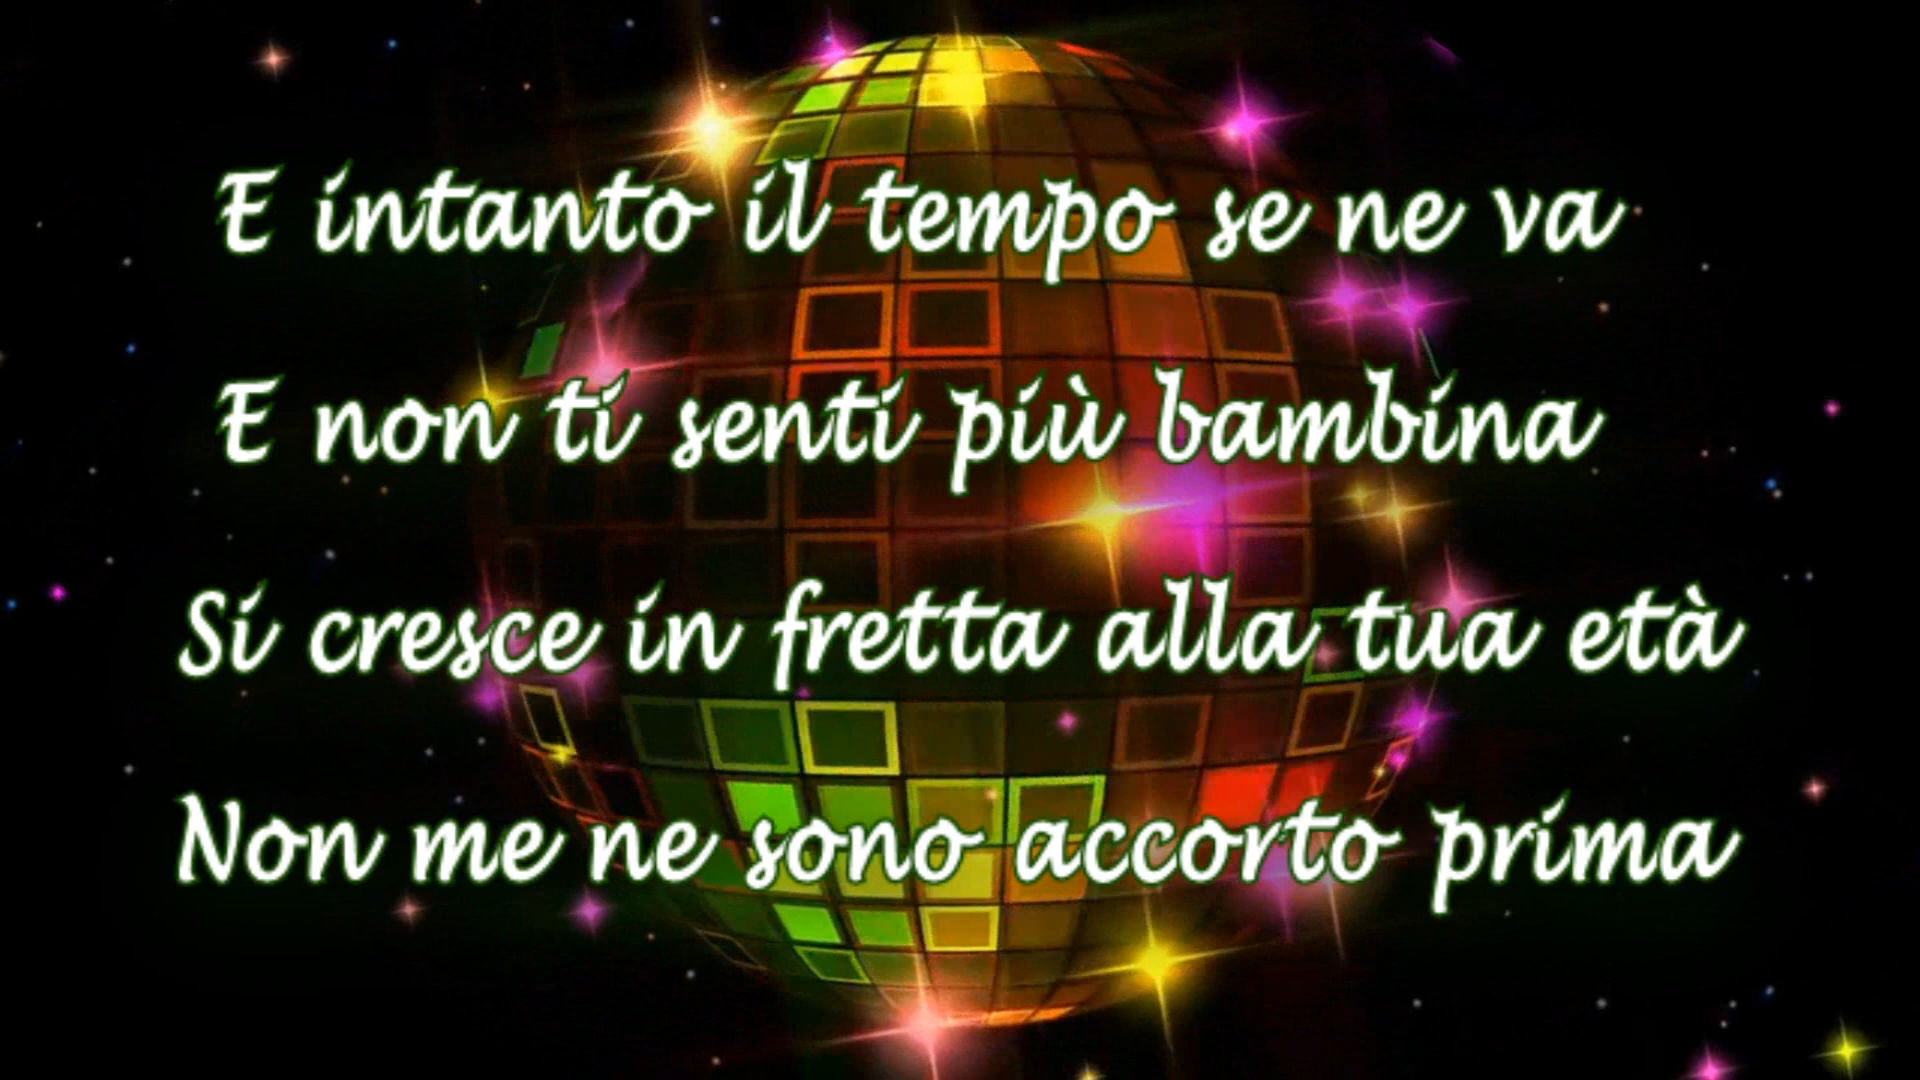 E intanto il tempo se ne va
E non ti senti più bambina
Si cresce in fretta alla tua età
Non me ne sono accorto prima